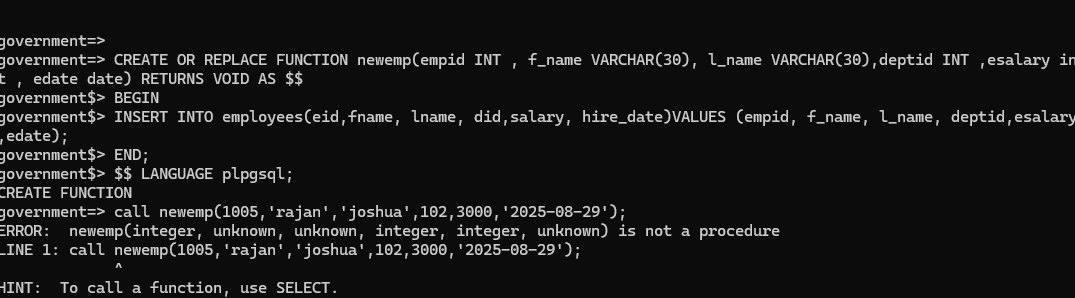 government=>
government=> CREATE OR REPLACE FUNCTION newemp(empid INT , f_name VARCHAR(30), l_name VARCHAR(30),deptid INT ,esalary in
t , edate date) RETURNS VOID AS $$
government$> BEGIN
government$> INSERT INTO employees(eid,fname, lname, did,salary, hire_date)VALUES (empid, f_name, l_name, deptid,esalary
,edate);
government$> END;
government$> $$ LANGUAGE plpgsql;
CREATE FUNCTION
government=> call newemp(1005,'rajan','joshua',102,3000,'2025-08-29');
ERROR:  newemp(integer, unknown, unknown, integer, integer, unknown) is not a procedure
LINE 1: call newemp(1005,'rajan','joshua',102,3000,'2025-08-29');
             ^
HINT:  To call a function, use SELECT.